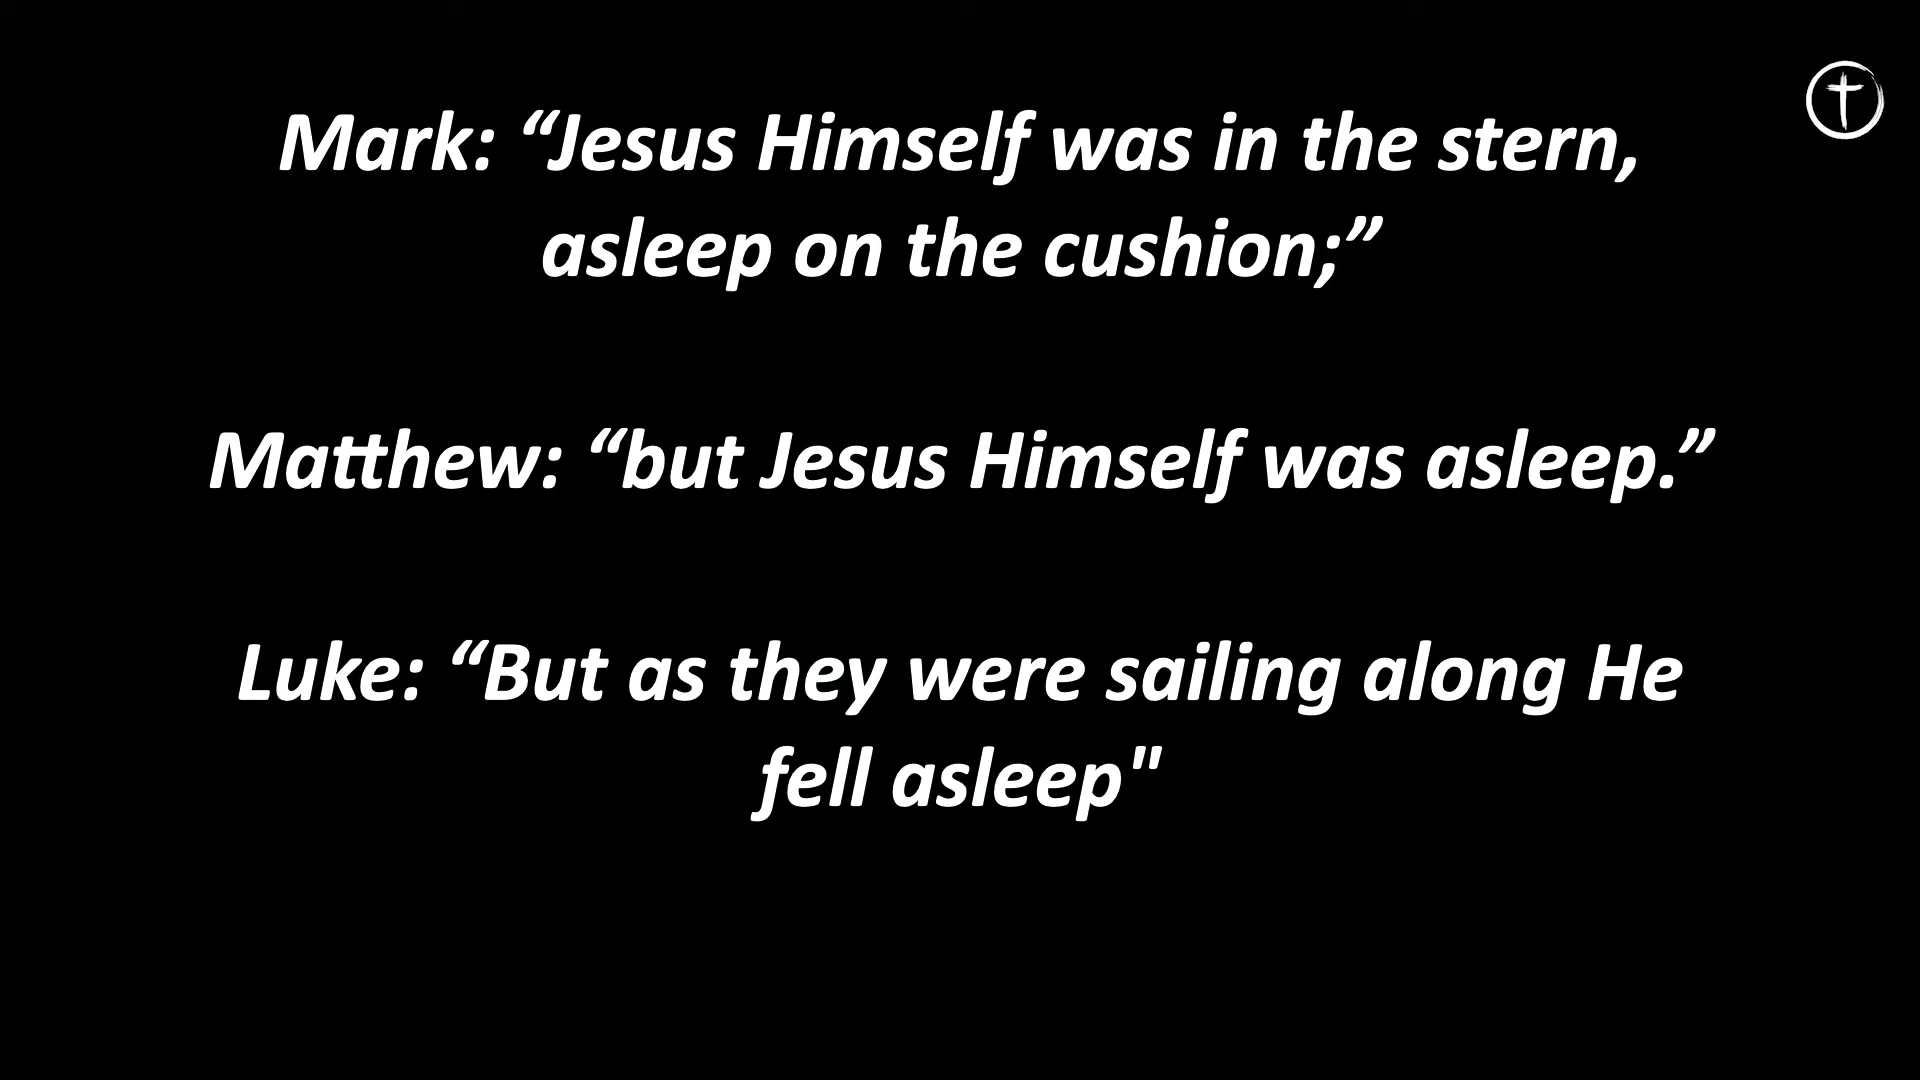 Mark: “Jesus Himself was in the stern,
asleep on the cushion;”
Matthew: “but Jesus Himself was asleep.”
Luke: “But as they were sailing along He
fell asleep"